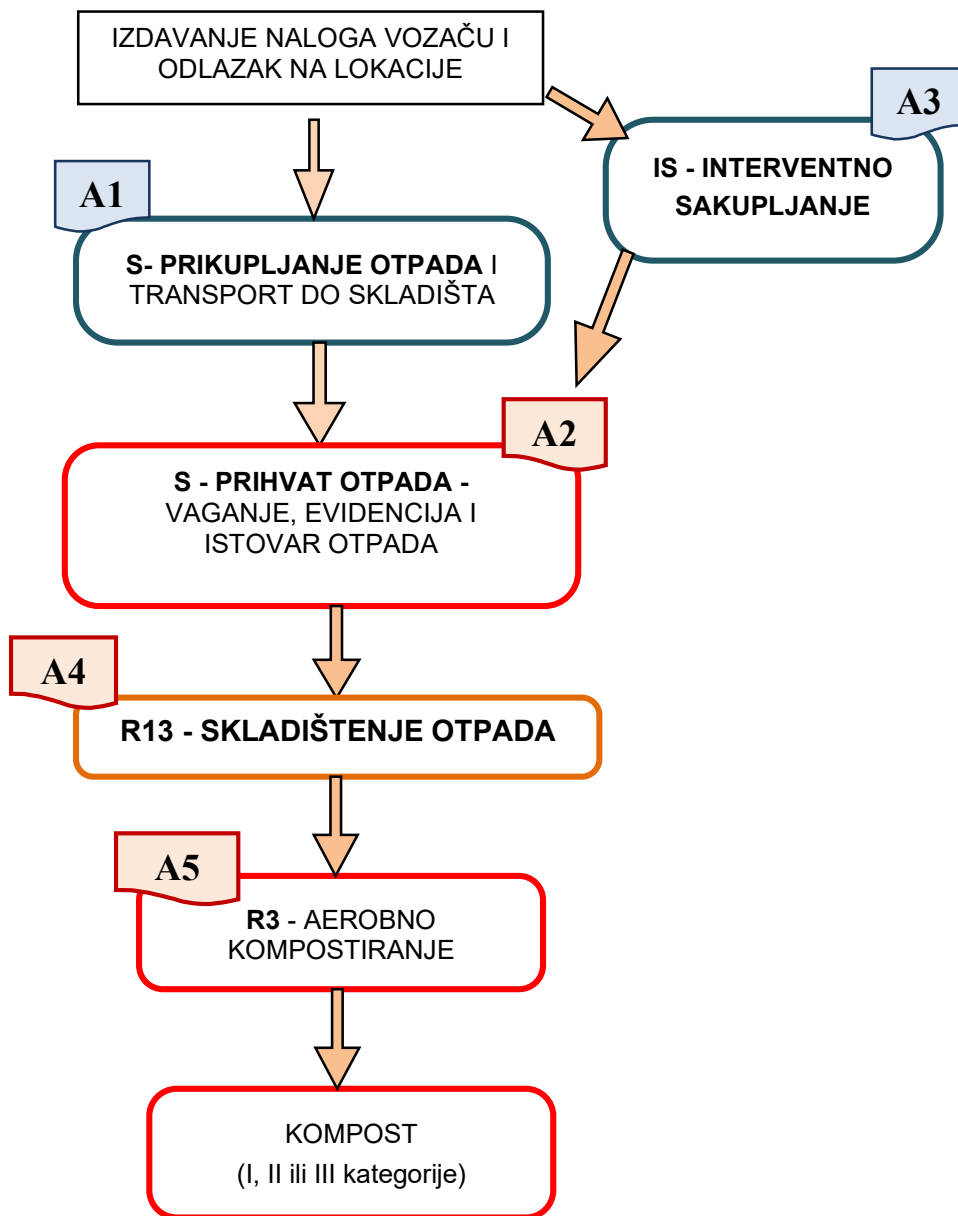 IZDAVANJE NALOGA VOZAČU I
ODLAZAK NA LOKACIJE
A3
IS - INTERVENTNO
SAKUPLJANJE
A1
S- PRIKUPLJANJE OTPADA I
TRANSPORT DO SKLADIŠTA
A2
S - PRIHVAT OTPADA -
VAGANJE, EVIDENCIJA I
ISTOVAR OTPADA
A4
R13 - SKLADIŠTENJE OTPADA
A5
R3 - AEROBNO
KOMPOSTIRANJE
KOMPOST
(I, II ili III kategorije)